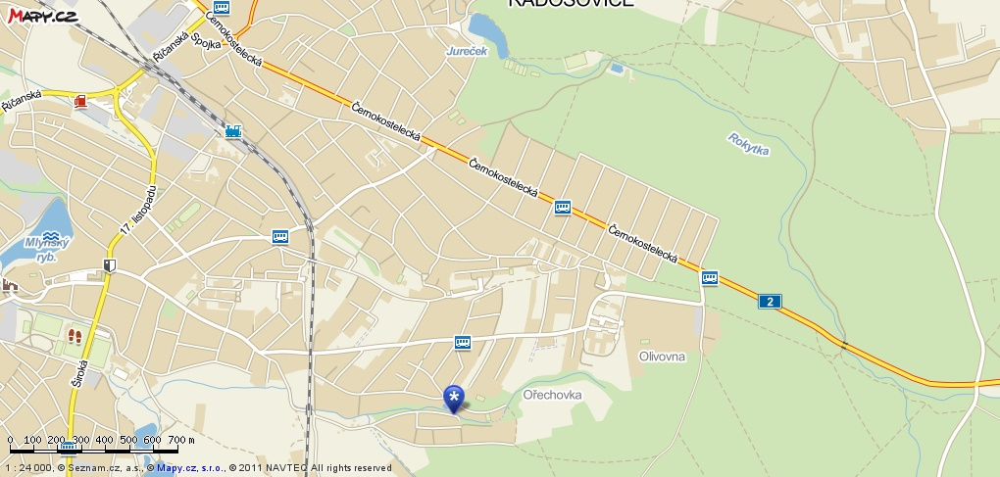 MAPY.CZ
RADOŠOVICE
Černokostelecká
Spojka
Říčanská
Jureček
Říčanská
Černokostelecká
Rokytka
Černokostelecká
17. listopadu
Černokostelecká
Mlýnský
ryb.
2
Olivovna
Široká
Ořechovka
*
0 100 200 300 400 500 600 700 m
1 : 24 000, © Seznam.cz, a.s., © Mapy.cz, s.r.o., © 2011 NAVTEQ All rights reserved